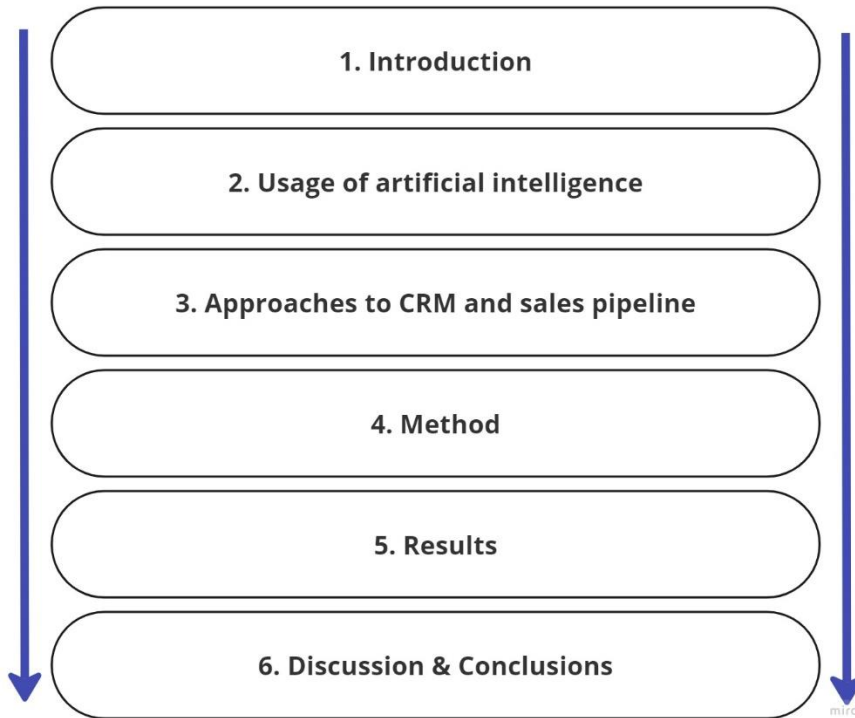 1. Introduction
2. Usage of artificial intelligence
3. Approaches to CRM and sales pipeline
4. Method
5. Results
6. Discussion & Conclusions